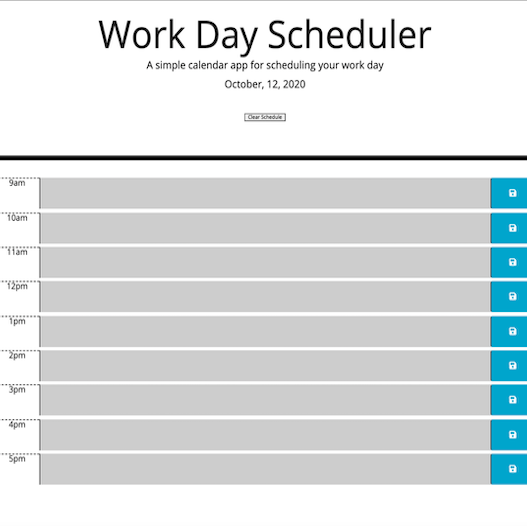 Work Day Scheduler
A simple calendar app for scheduling your work day
October, 12, 2020
Clear Schedule
9am
10am
11am
12pm
1pm
2pm
3pm
4pm
5pm